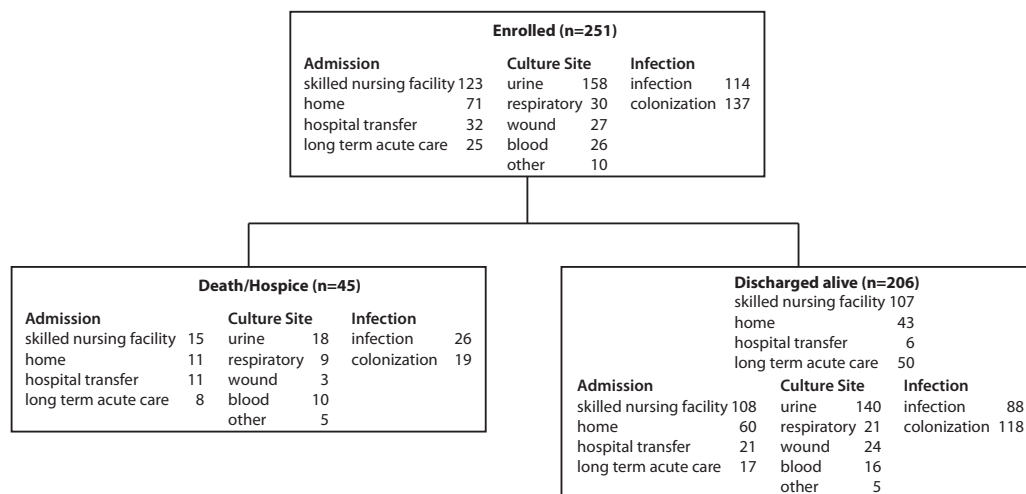 Enrolled (n=251)
Admission Culture Site Infection
skilled nursing facility 123 urine 158 infection 114
home 71 respiratory 30 colonization 137
hospital transfer 32 wound 27
long term acute care 25 blood 26
other 10
Death/Hospice (n=45)
Admission Culture Site Infection
skilled nursing facility 15 urine 18 infection 26
home 11 respiratory 9 colonization 19
hospital transfer 11 wound 3
long term acute care 8 blood 10
other 5
Discharged alive (n=206)
skilled nursing facility 107
home 43
hospital transfer 6
long term acute care 50
Admission Culture Site Infection
skilled nursing facility 108 urine 140 infection 88
home 60 respiratory 21 colonization 118
hospital transfer 21 wound 24
long term acute care 17 blood 16
other 5